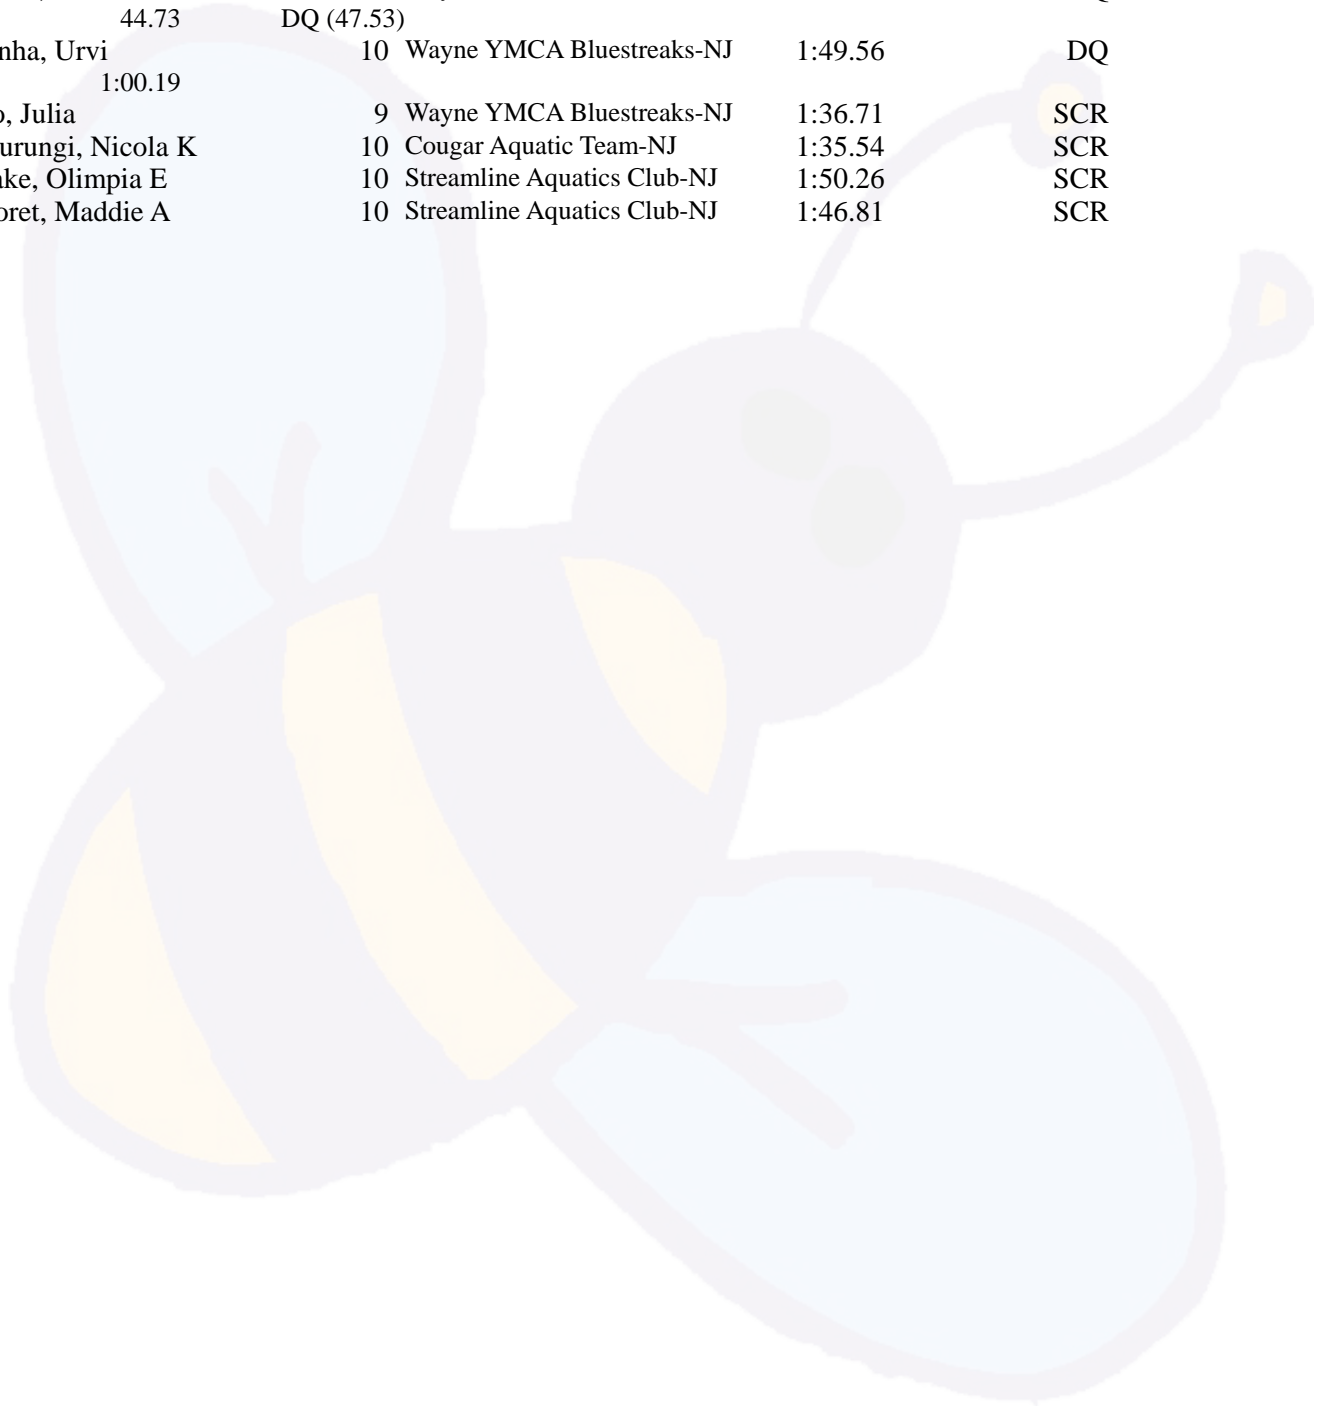 44.73 DQ (47.53)
nha, Urvi 10 Wayne YMCA Bluestreaks-NJ 1:49.56 DQ
1:00.19
, Julia 9 Wayne YMCA Bluestreaks-NJ 1:36.71 SCR
urungi, Nicola K 10 Cougar Aquatic Team-NJ 1:35.54 SCR
ake, Olimpia E 10 Streamline Aquatics Club-NJ 1:50.26 SCR
oret, Maddie A 10 Streamline Aquatics Club-NJ 1:46.81 SCR